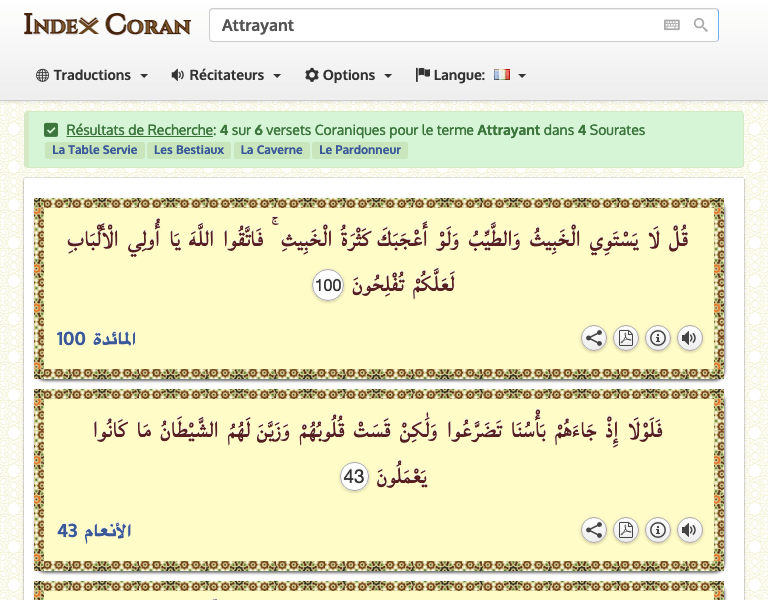 INDEX CORAN
Attrayant
Traductions Récitateurs Options Langue:
Résultats de Recherche: 4 sur 6 versets Coraniques pour le terme Attrayant dans 4 Sourates
La Table Servie Les Bestiaux La Caverne Le Pardonneur
قُلْ لَا يَسْتَوِي الْخَبِيثُ وَالطَّيِّبُ وَلَوْ أَعْجَبَكَ كَثْرَةُ الْخَبِيثِ ۚ فَاتَّقُوا اللَّهَ يَا أُولِي الْأَلْبَابِ
لَعَلَّكُمْ تُفْلِحُونَ 100
المائدة 100
فَلَوْلَا إِذْ جَاءَهُمْ بَأْسُنَا تَضَرَّعُوا وَلَٰكِنْ قَسَتْ قُلُوبُهُمْ وَزَيَّنَ لَهُمُ الشَّيْطَانُ مَا كَانُوا
يَعْمَلُونَ 43
الأنعام 43